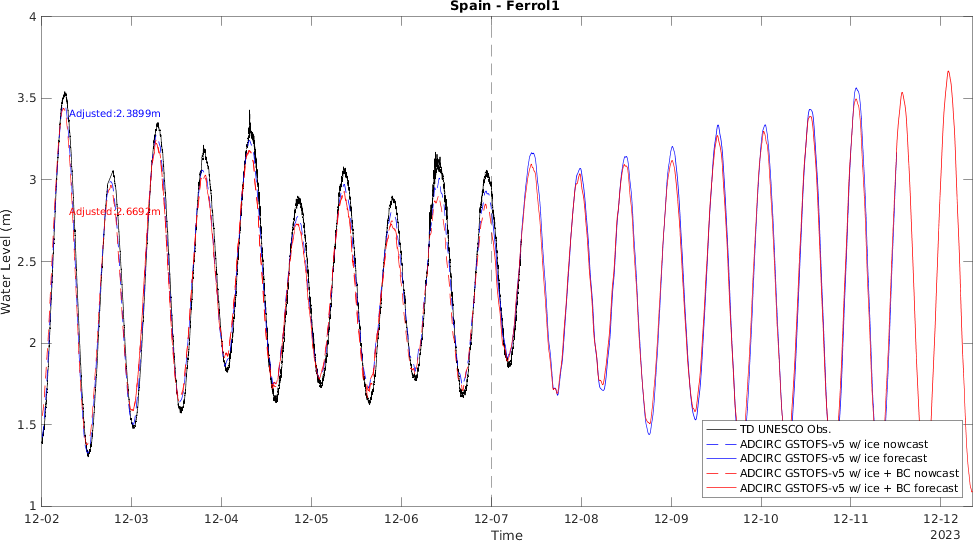 Spain - Ferrol1
4
3.5
3
2.5
2
1.5
1
Water Level (m)
Adjusted:2.3899m
Adjusted:2.6692m
TD UNESCO Obs.
ADCIRC GSTOFS-v5 w/ ice nowcast
ADCIRC GSTOFS-v5 w/ ice forecast
ADCIRC GSTOFS-v5 w/ ice + BC nowcast
ADCIRC GSTOFS-v5 w/ ice + BC forecast
12-02 12-03 12-04 12-05 12-06 12-07 12-08 12-09 12-10 12-11 12-12
2023
Time